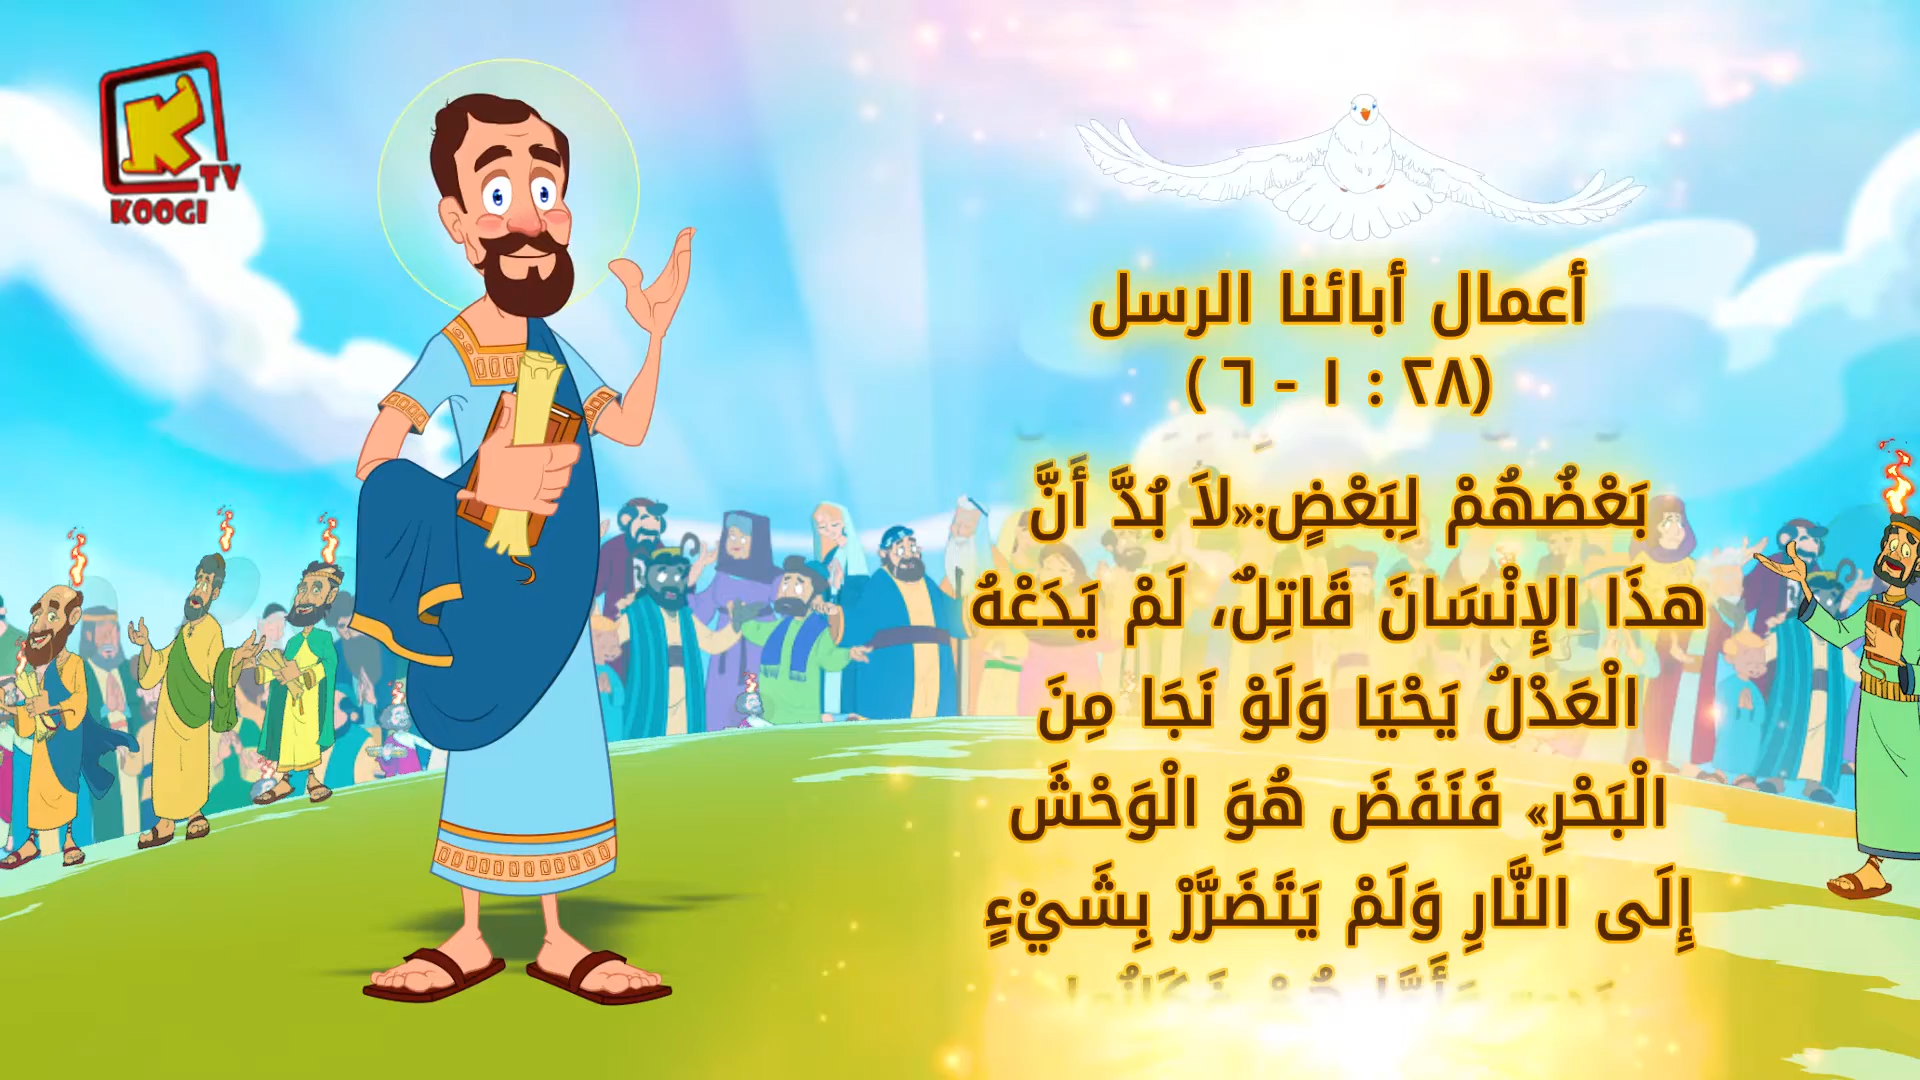 K
TV
KOOGI
أعمال أبائنا الرسل
(٢٨ : ١ - ٦ )
بَعْضُهُمْ لِبَعْضٍ:«لاَ بُدَّ أَنَّ
هذَا الإِنْسَانَ قَاتِلٌ، لَمْ يَدَعْهُ
الْعَدْلُ يَحْيَا وَلَوْ نَجَا مِنَ
الْبَحْرِ» فَنَفَضَ هُوَ الْوَحْشَ
إِلَى النَّارِ وَلَمْ يَتَضَرَّرْ بِشَيْءٍ